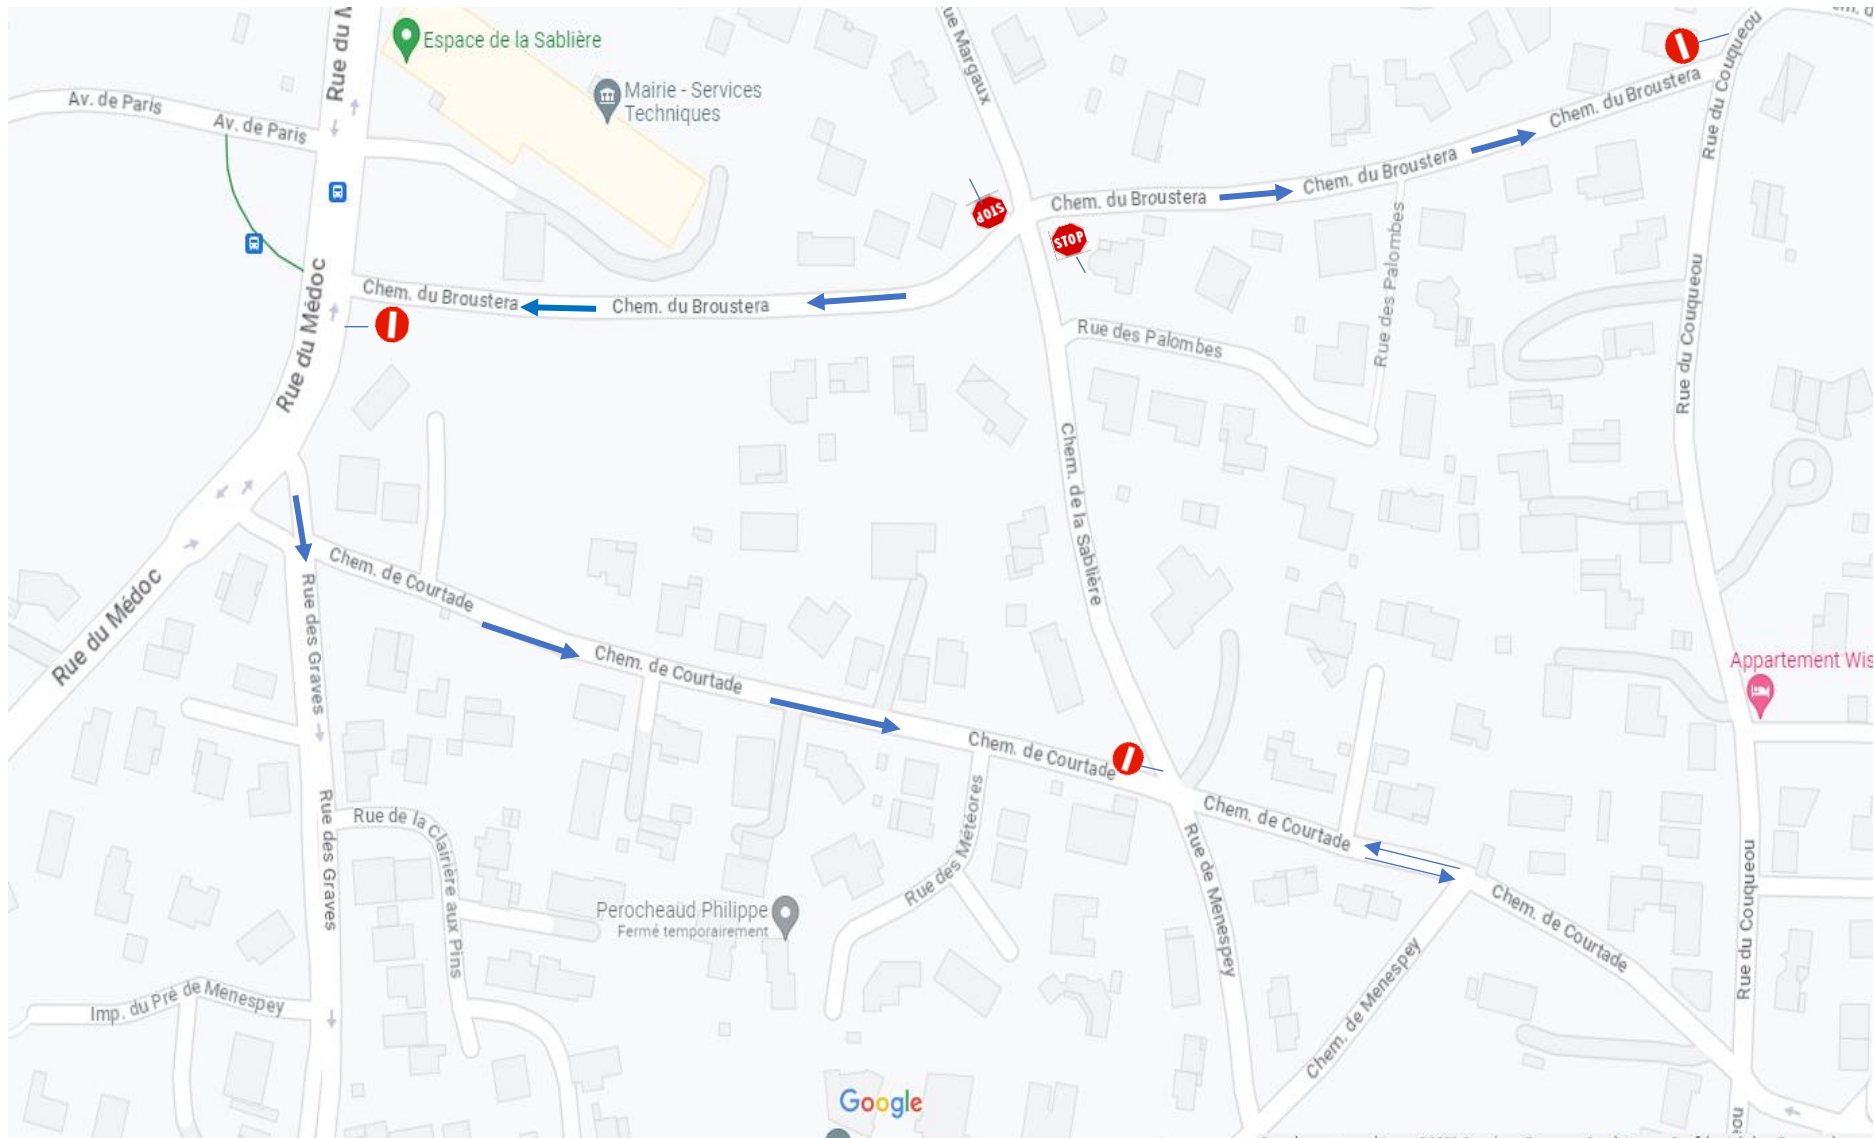 Rue du M
Espace de la Sablière
Mairie - Services
Techniques
Av. de Paris
Av. de Paris
ue Margaux
Rue du Couqueou
Chem. du Broustera
Chem. du Broustera
Chem. du Broustera
STOP
STOP
Rue du Couqueou
Rue des Palombes
Chem. du Broustera
Chem. du Broustera
Rue du Médoc
Rue des Palombes
Rue du Couqueou
Chem. de la Sablière
Chem. de Courtade
Rue du Médoc
Rue des Graves
Chem. de Courtade
Appartement Wis
Chem. de Courtade
Chem. de Courtade
Rue des Graves
Rue de la Clairière aux Pins
Rue des Météores
Rue de Menespey
Perocheaud Philippe
Fermé temporairement
Chem. de Courtade
Rue du Couqueou
Chem. de Menespey
Imp. du Pré de Menespey
Google
eou